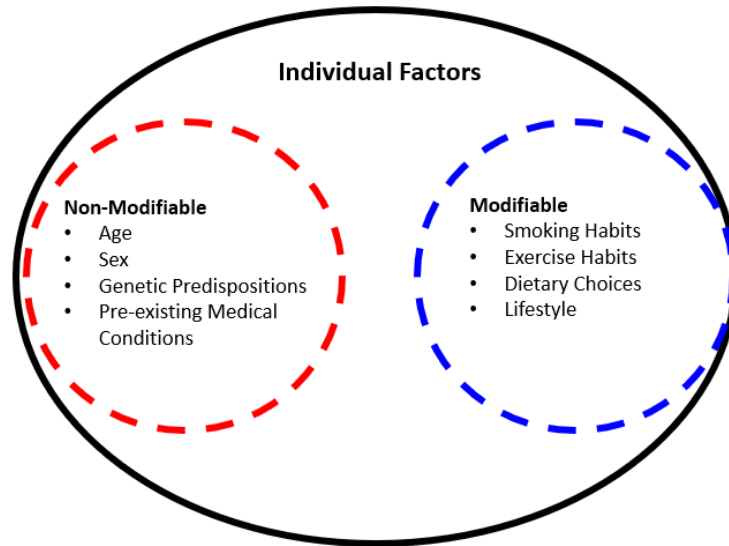 Individual Factors
Non-Modifiable
• Age
• Sex
• Genetic Predispositions
• Pre-existing Medical
Conditions
Modifiable
• Smoking Habits
• Exercise Habits
• Dietary Choices
• Lifestyle